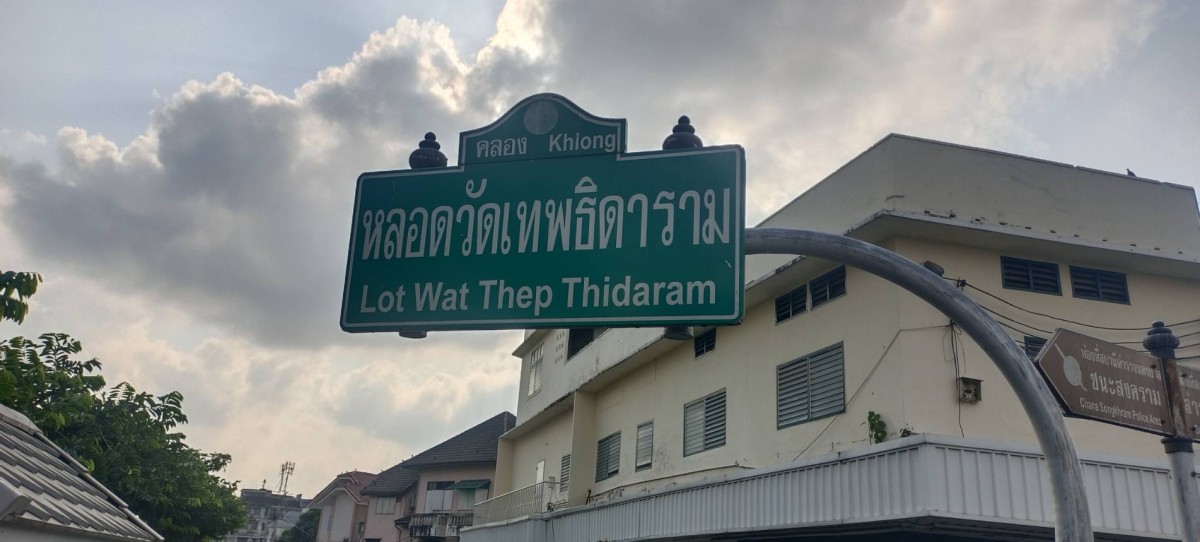 คลอง Khlong
หลอดวัดเทพธิดาราม
Lot Wat Thep Thidaram
ชนะสงคราม
Chana Songkhram Police Area